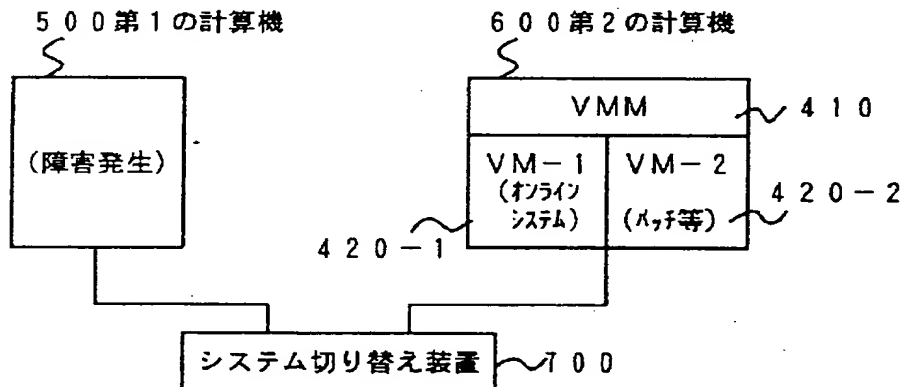 500第1の計算機
600第2の計算機
VMM
410
(障害発生)
VM-1
(オンライン
システム)
VM-2
(バッチ等)
420-2
420-1
システム切り替え装置
700